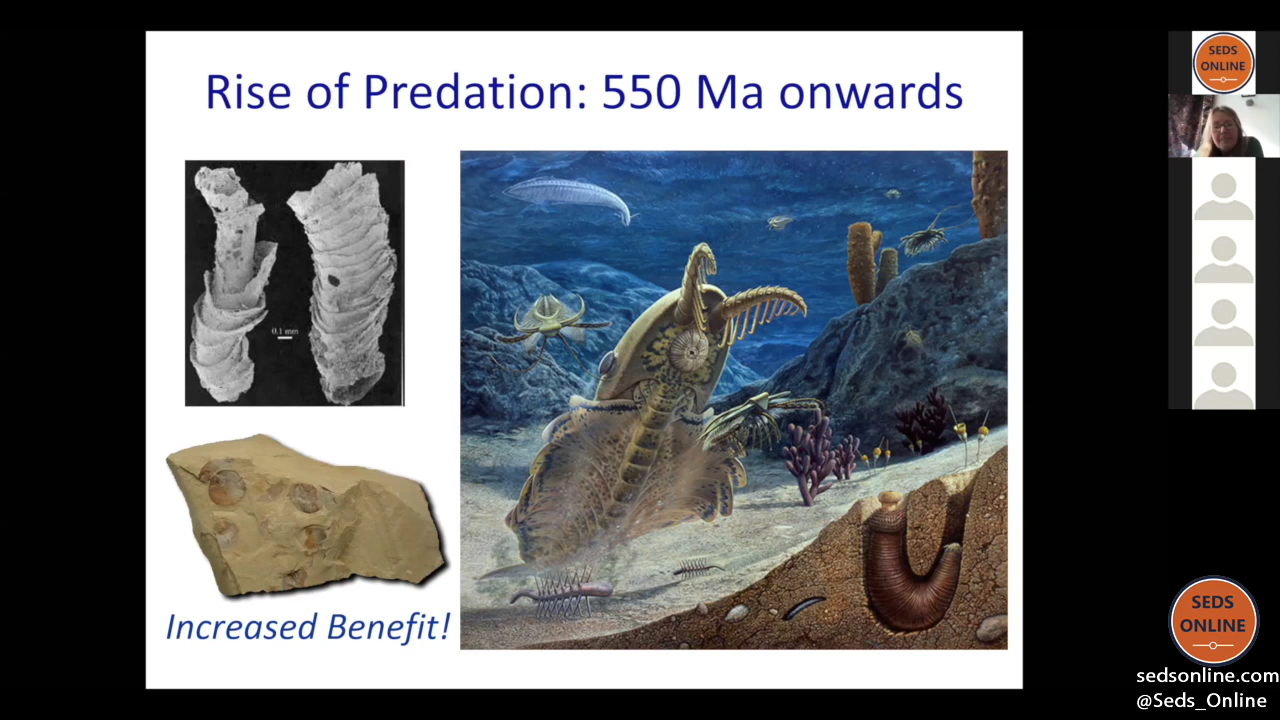 Rise of Predation: 550 Ma onwards
0.1 mm
Increased Benefit!
SEDS
ONLINE
SEDS
ONLINE
sedsonline.com
@Seds_Online